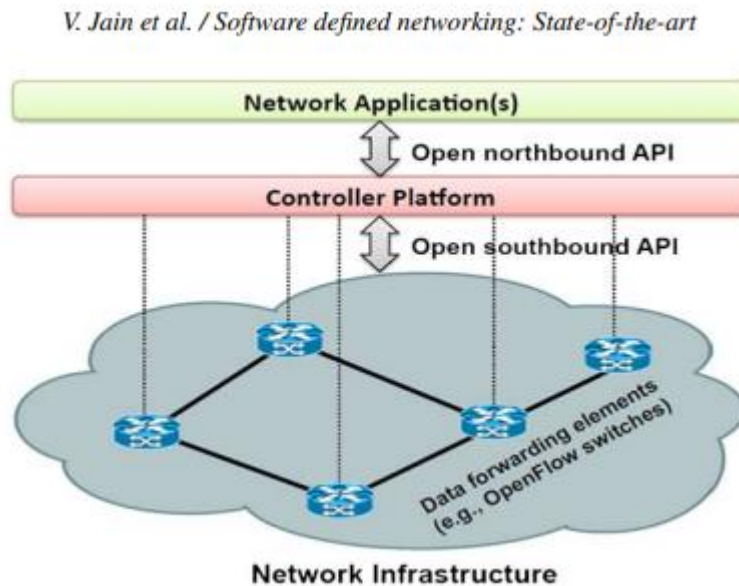 V. Jain et al. / Software defined networking: State-of-the-art
Network Application(s)
Open northbound API
Controller Platform
Open southbound API
Data forwarding elements
(e.g., OpenFlow switches)
Network Infrastructure